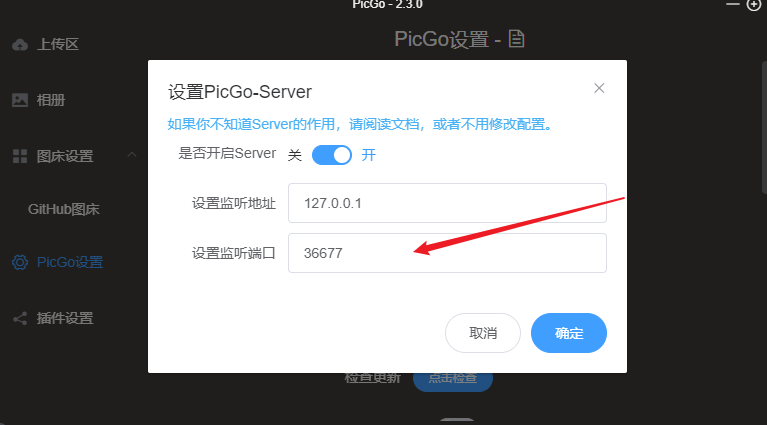 PicGo - 2.3.0
上传区
PicGo设置 -
相册
图床设置
GitHub图床
PicGo设置
插件设置
设置PicGo-Server
如果你不知道Server的作用，请阅读文档，或者不用修改配置。
是否开启Server 关 开
设置监听地址 127.0.0.1
设置监听端口 36677
取消 确定
检查更新 点击检查